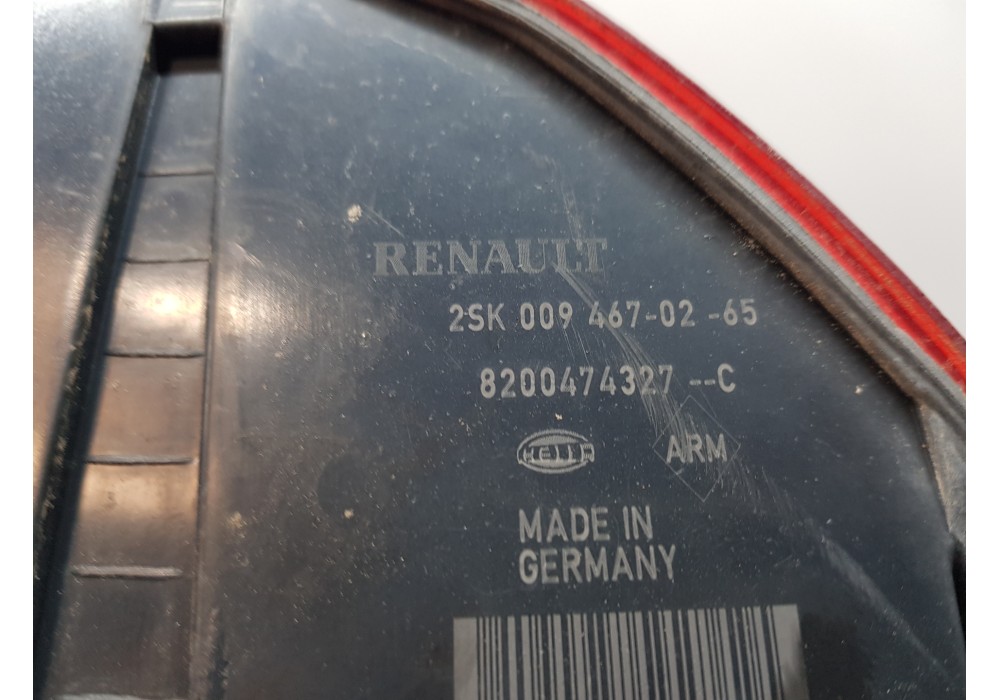 RENAULT
2SK 009 467-02 -65
8200474327 --C
HELLA ARM
MADE IN
GERMANY